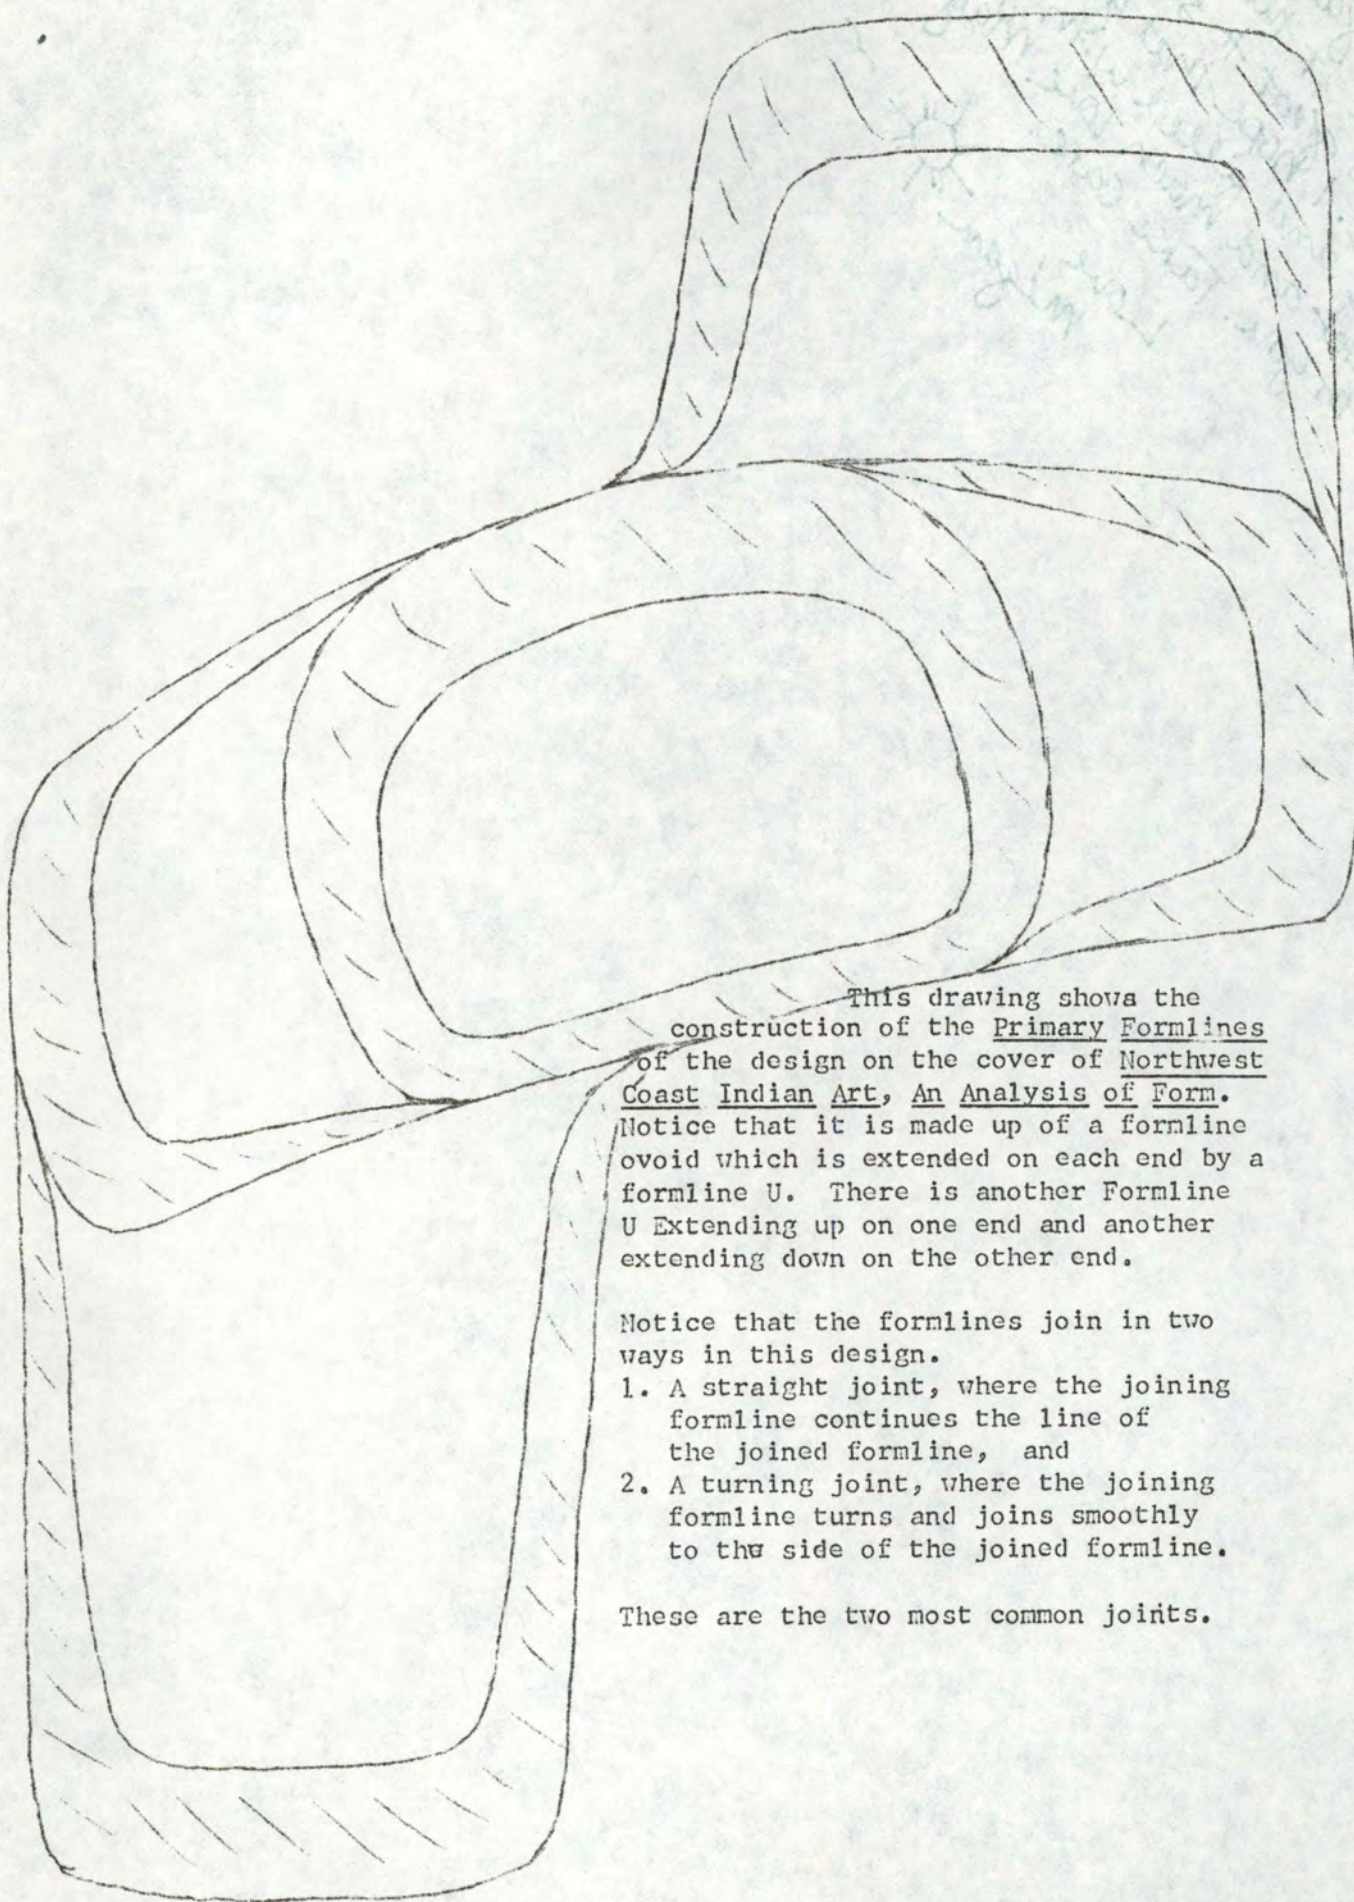 This drawing shows the
construction of the Primary Formlines
of the design on the cover of Northwest
Coast Indian Art, An Analysis of Form.
Notice that it is made up of a formline
ovoid which is extended on each end by a
formline U. There is another Formline
U Extending up on one end and another
extending down on the other end.
Notice that the formlines join in two
ways in this design.
1. A straight joint, where the joining
formline continues the line of
the joined formline, and
2. A turning joint, where the joining
formline turns and joins smoothly
to the side of the joined formline.
These are the two most common joints.